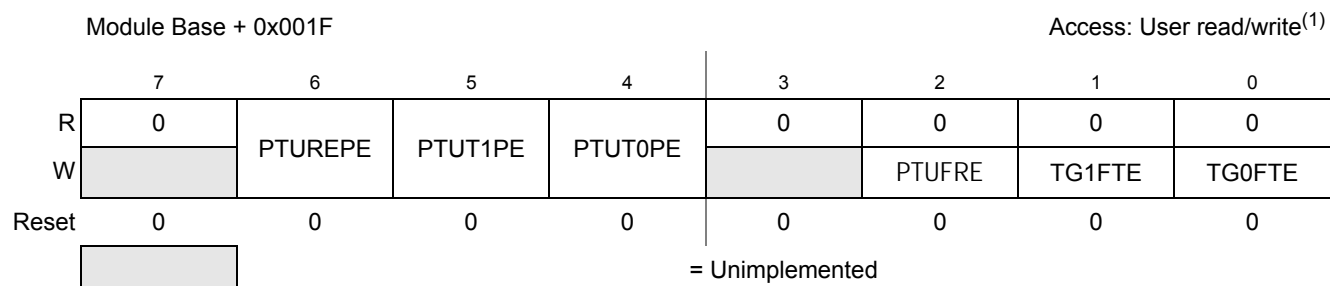 Module Base + 0x001F Access: User read/write(1)
7 6 5 4 3 2 1 0
R 0 PTUREPE PTUT1PE PTUT0PE 0 0 0 0
W PTUFRE TG1FTE TG0FTE
Reset 0 0 0 0 0 0 0 0
= Unimplemented